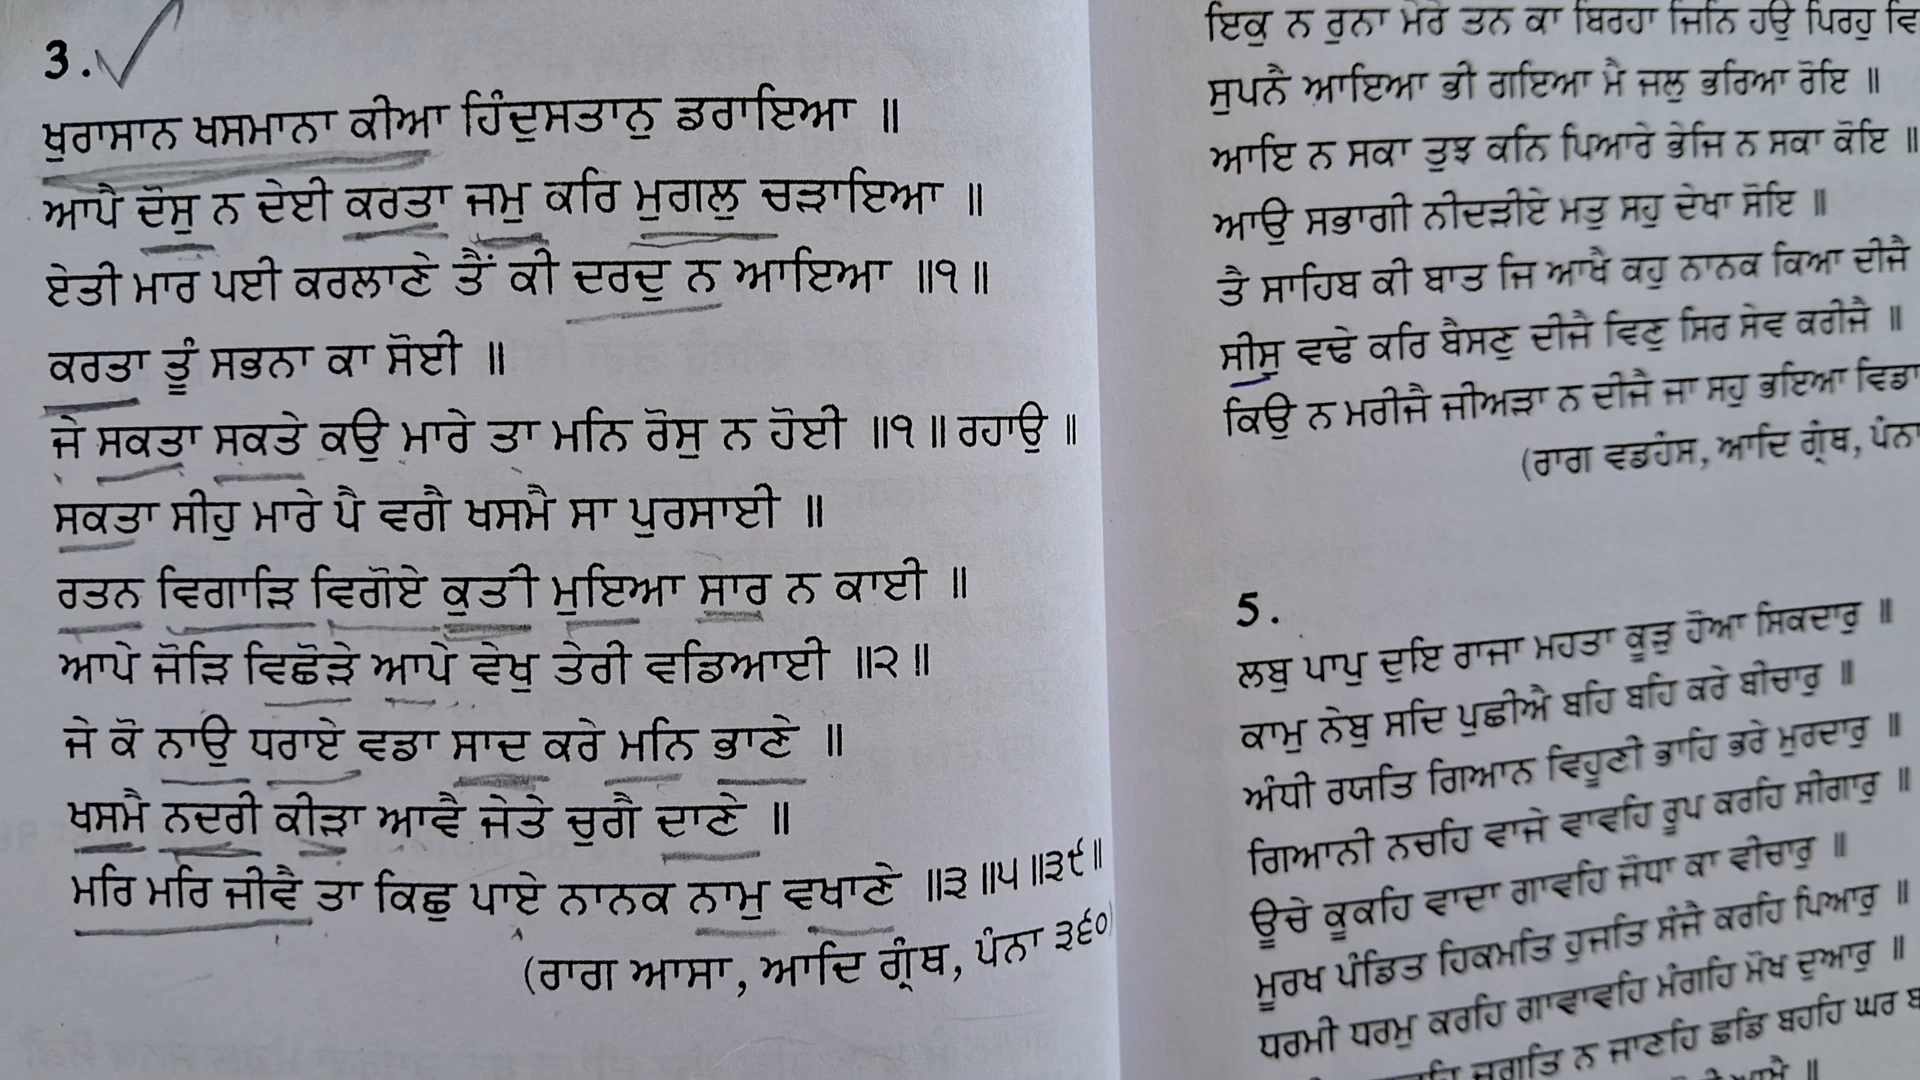 3.
ਖੁਰਾਸਾਨ ਖਸਮਾਨਾ ਕੀਆ ਹਿੰਦੁਸਤਾਨੁ ਡਰਾਇਆ ॥
ਆਪੈ ਦੋਸੁ ਨ ਦੇਈ ਕਰਤਾ ਜਮੁ ਕਰਿ ਮੁਗਲੁ ਚੜਾਇਆ ॥
ਏਤੀ ਮਾਰ ਪਈ ਕਰਲਾਣੇ ਤੈਂ ਕੀ ਦਰਦੁ ਨ ਆਇਆ ॥੧॥
ਕਰਤਾ ਤੂੰ ਸਭਨਾ ਕਾ ਸੋਈ ॥
ਜੇ ਸਕਤਾ ਸਕਤੇ ਕਉ ਮਾਰੇ ਤਾ ਮਨਿ ਰੋਸੁ ਨ ਹੋਈ ॥੧॥ ਰਹਾਉ ॥
ਸਕਤਾ ਸੀਹੁ ਮਾਰੇ ਪੈ ਵਗੈ ਖਸਮੈ ਸਾ ਪੁਰਸਾਈ ॥
ਰਤਨ ਵਿਗਾੜਿ ਵਿਗੋਏ ਕੁਤੀ ਮੁਇਆ ਸਾਰ ਨ ਕਾਈ ॥
ਆਪੇ ਜੋੜਿ ਵਿਛੋੜੇ ਆਪੇ ਵੇਖੁ ਤੇਰੀ ਵਡਿਆਈ ॥੨॥
ਜੇ ਕੋ ਨਾਉ ਧਰਾਏ ਵਡਾ ਸਾਦ ਕਰੇ ਮਨਿ ਭਾਣੇ ॥
ਖਸਮੈ ਨਦਰੀ ਕੀੜਾ ਆਵੈ ਜੇਤੇ ਚੁਗੈ ਦਾਣੇ ॥
ਮਰਿ ਮਰਿ ਜੀਵੈ ਤਾ ਕਿਛੁ ਪਾਏ ਨਾਨਕ ਨਾਮੁ ਵਖਾਣੇ ॥੩॥੫॥੩੯॥
(ਰਾਗ ਆਸਾ, ਆਦਿ ਗ੍ਰੰਥ, ਪੰਨਾ ੩੬੦)
ਇਕੁ ਨ ਰੁਨਾ ਮੇਰੇ ਤਨ ਕਾ ਬਿਰਹਾ ਜਿਨਿ ਹਉ ਪਿਰਹੁ
ਸੁਪਨੈ ਆਇਆ ਭੀ ਗਇਆ ਮੈ ਜਲੁ ਭਰਿਆ ਰੋਇ ॥
ਆਇ ਨ ਸਕਾ ਤੁਝ ਕਨਿ ਪਿਆਰੇ ਭੇਜਿ ਨ ਸਕਾ ਕੋਇ ॥
ਆਉ ਸਭਾਗੀ ਨੀਦੜੀਏ ਮਤੁ ਸਹੁ ਦੇਖਾ ਸੋਇ ॥
ਤੈ ਸਾਹਿਬ ਕੀ ਬਾਤ ਜਿ ਆਖੈ ਕਹੁ ਨਾਨਕ ਕਿਆ ਦੀਜੈ
ਸੀਸੁ ਵਢੇ ਕਰਿ ਬੈਸਣੁ ਦੀਜੈ ਵਿਣੁ ਸਿਰ ਸੇਵ ਕਰੀਜੈ ॥
ਕਿਉ ਨ ਮਰੀਜੈ ਜੀਅੜਾ ਨ ਦੀਜੈ ਜਾ ਸਹੁ ਭਇਆ ਵਿਡਾ
(ਰਾਗ ਵਡਹੰਸ, ਆਦਿ ਗ੍ਰੰਥ, ਪੰਨਾ
5.
ਲਬੁ ਪਾਪੁ ਦੁਇ ਰਾਜਾ ਮਹਤਾ ਕੂੜੁ ਹੋਆ ਸਿਕਦਾਰੁ ॥
ਕਾਮੁ ਨੇਬੁ ਸਦਿ ਪੁਛੀਐ ਬਹਿ ਬਹਿ ਕਰੇ ਬੀਚਾਰੁ ॥
ਅੰਧੀ ਰਯਤਿ ਗਿਆਨ ਵਿਹੂਣੀ ਭਾਹਿ ਭਰੇ ਮੁਰਦਾਰੁ ॥
ਗਿਆਨੀ ਨਚਹਿ ਵਾਜੇ ਵਾਵਹਿ ਰੂਪ ਕਰਹਿ ਸੀਗਾਰੁ ॥
ਊਚੇ ਕੂਕਹਿ ਵਾਦਾ ਗਾਵਹਿ ਜੋਧਾ ਕਾ ਵੀਚਾਰੁ ॥
ਮੂਰਖ ਪੰਡਿਤ ਹਿਕਮਤਿ ਹੁਜਤਿ ਸੰਜੈ ਕਰਹਿ ਪਿਆਰੁ ॥
ਧਰਮੀ ਧਰਮੁ ਕਰਹਿ ਗਾਵਾਵਹਿ ਮੰਗਹਿ ਮੋਖ ਦੁਆਰੁ ॥
ਜੁਗਤਿ ਨ ਜਾਣਹਿ ਛਡਿ ਬਹਹਿ ਘਰ